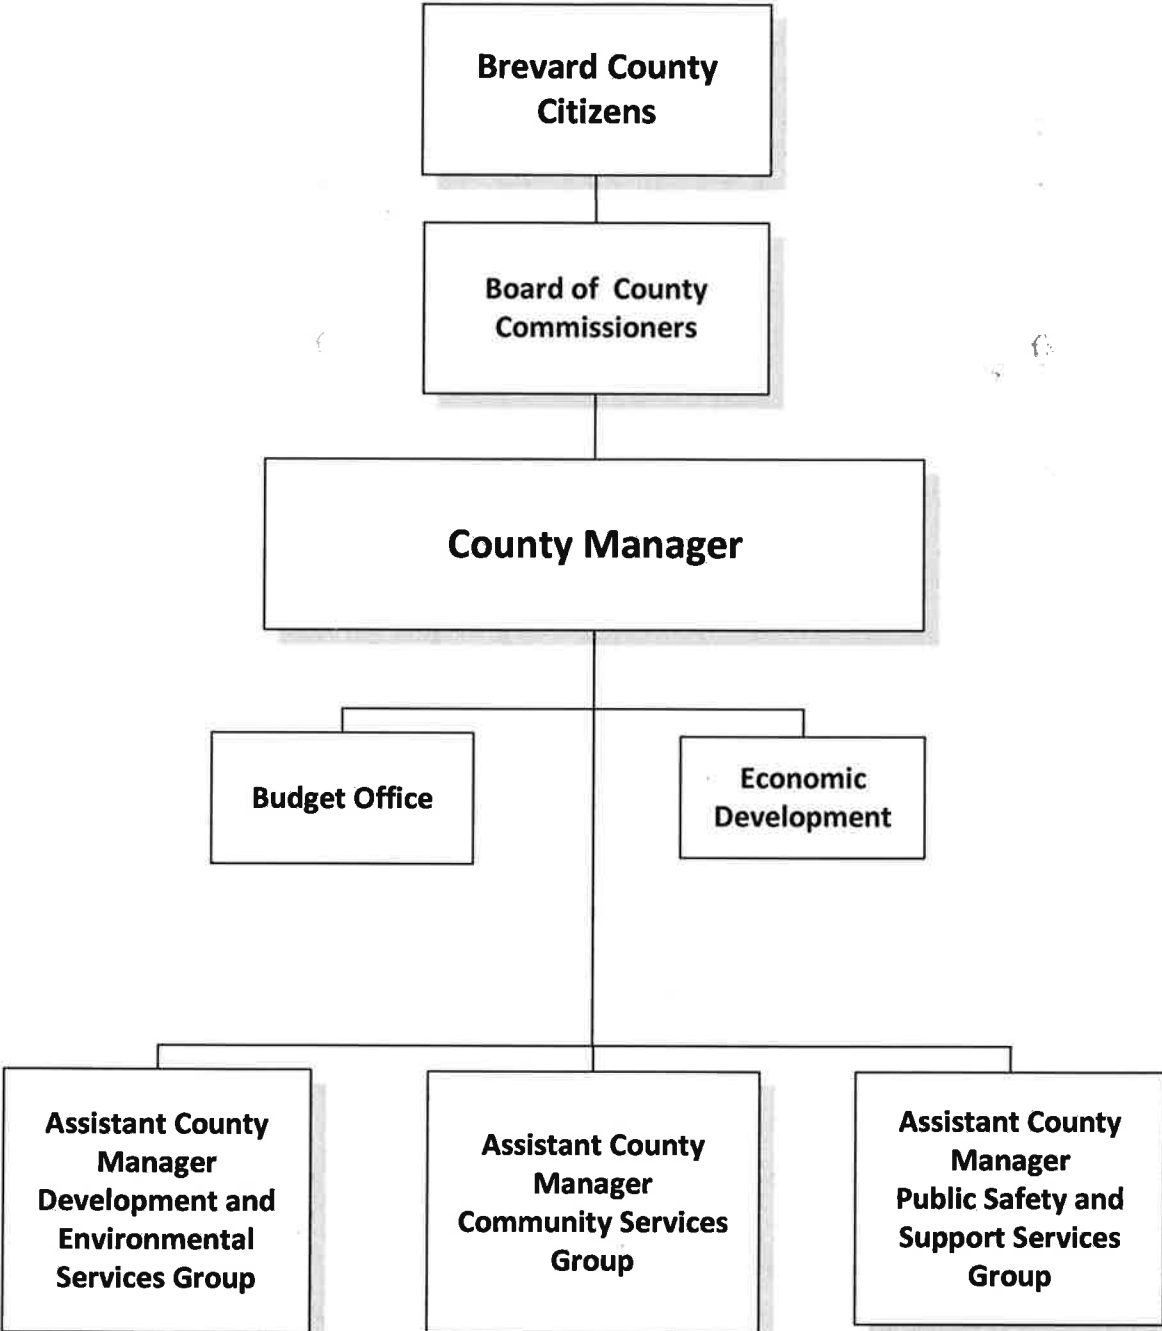 Brevard County
Citizens
Board of County
Commissioners
County Manager
Budget Office
Economic
Development
Assistant County
Manager
Development and
Environmental
Services Group
Assistant County
Manager
Community Services
Group
Assistant County
Manager
Public Safety and
Support Services
Group